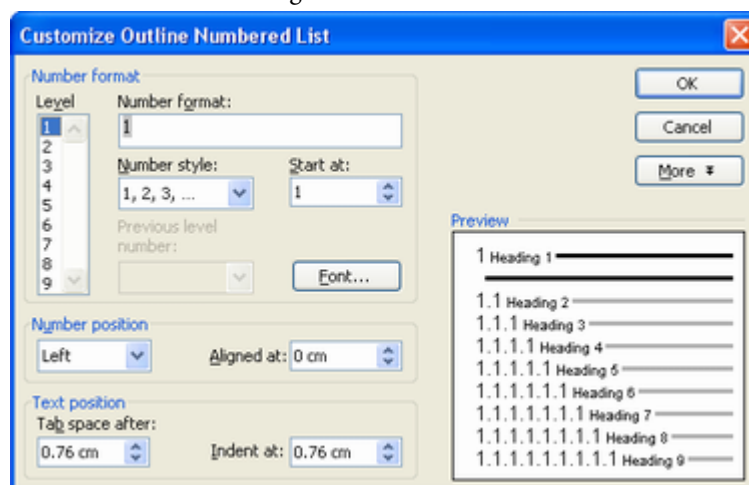 Customize Outline Numbered List
Number format
Level
Number format:
1
2
3
4
5
6
7
8
9
1
Number style:
Start at:
1, 2, 3, ...
1
Previous level
number:
Font...
Number position
Left
Aligned at: 0 cm
Text position
Tab space after:
0.76 cm
Indent at: 0.76 cm
OK
Cancel
More
Preview
1 Heading 1
1.1 Heading 2
1.1.1 Heading 3
1.1.1.1 Heading 4
1.1.1.1.1 Heading 5
1.1.1.1.1.1 Heading 6
1.1.1.1.1.1.1 Heading 7
1.1.1.1.1.1.1.1 Heading 8
1.1.1.1.1.1.1.1.1 Heading 9